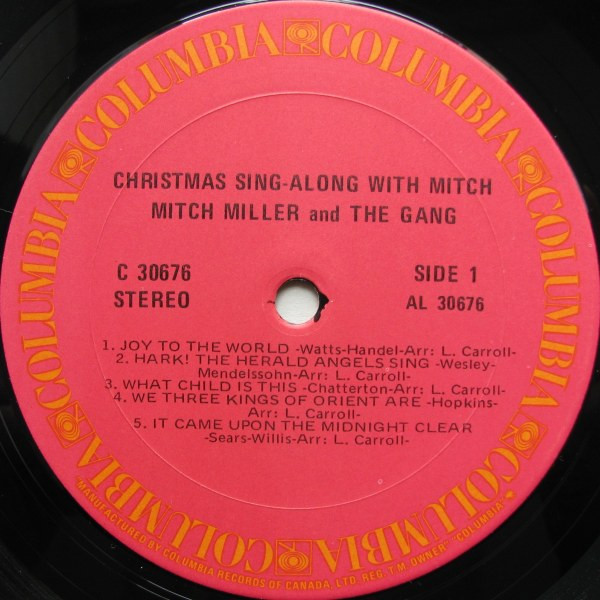 COLUMBIA COLUMBIA COLUMBIA COLUMBIA COLUMBIA COLUMBIA
CHRISTMAS SING-ALONG WITH MITCH
MITCH MILLER and THE GANG
C 30676 SIDE 1
STEREO AL 30676
1. JOY TO THE WORLD -Watts-Handel-Arr: L. Carroll-
2. HARK! THE HERALD ANGELS SING -Wesley-
Mendelssohn-Arr: L. Carroll-
3. WHAT CHILD IS THIS -Chatterton-Arr: L. Carroll-
4. WE THREE KINGS OF ORIENT ARE -Hopkins-
Arr: L. Carroll-
5. IT CAME UPON THE MIDNIGHT CLEAR
-Sears-Willis-Arr: L. Carroll-
MANUFACTURED BY COLUMBIA RECORDS OF CANADA, LTD. REG. T.M. OWNER "COLUMBIA"